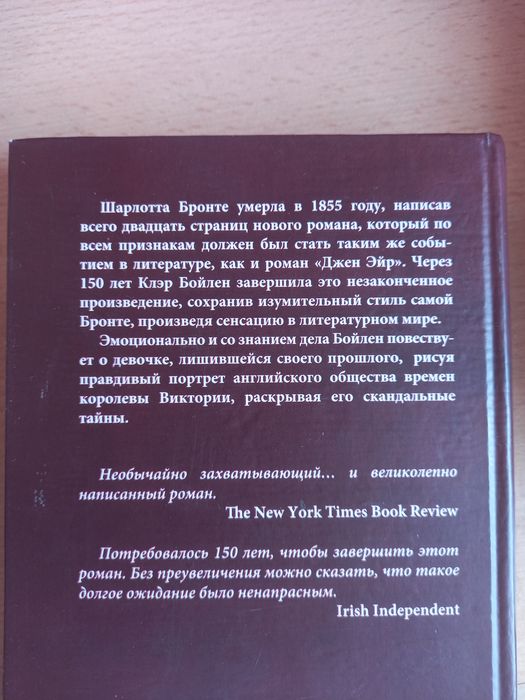 Шарлотта Бронте умерла в 1855 году, написав
всего двадцать страниц нового романа, который по
всем признакам должен был стать таким же собы-
тием в литературе, как и роман «Джен Эйр». Через
150 лет Клэр Бойлен завершила это незаконченное
произведение, сохранив изумительный стиль самой
Бронте, произведя сенсацию в литературном мире.
Эмоционально и со знанием дела Бойлен повеству-
ет о девочке, лишившейся своего прошлого, рисуя
правдивый портрет английского общества времен
королевы Виктории, раскрывая его скандальные
тайны.
Необычайно захватывающий... и великолепно
написанный роман.
The New York Times Book Review
Потребовалось 150 лет, чтобы завершить этот
роман. Без преувеличения можно сказать, что такое
долгое ожидание было ненапрасным.
Irish Independent